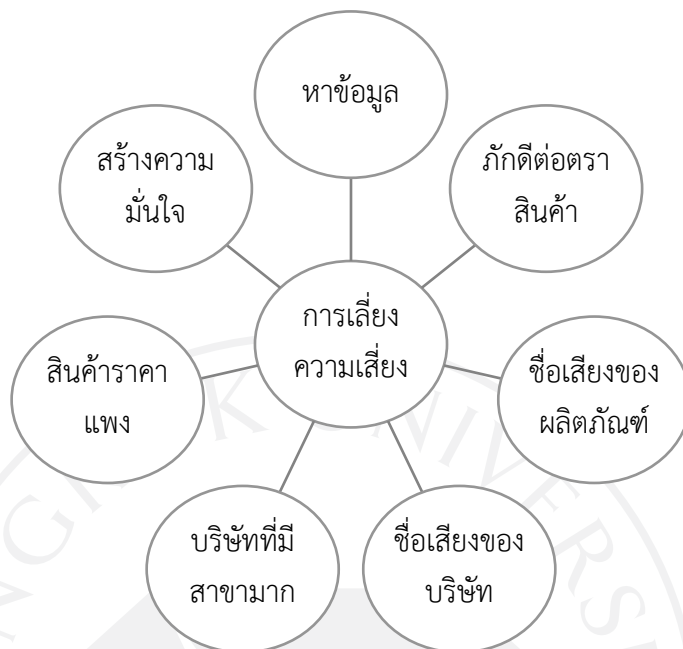 หาข้อมูล
ภักดีต่อตรา
สินค้า
ชื่อเสียงของ
ผลิตภัณฑ์
ชื่อเสียงของ
บริษัท
บริษัทที่มี
สาขามาก
สินค้าราคา
แพง
สร้างความ
มั่นใจ
การเลี่ยง
ความเสี่ยง